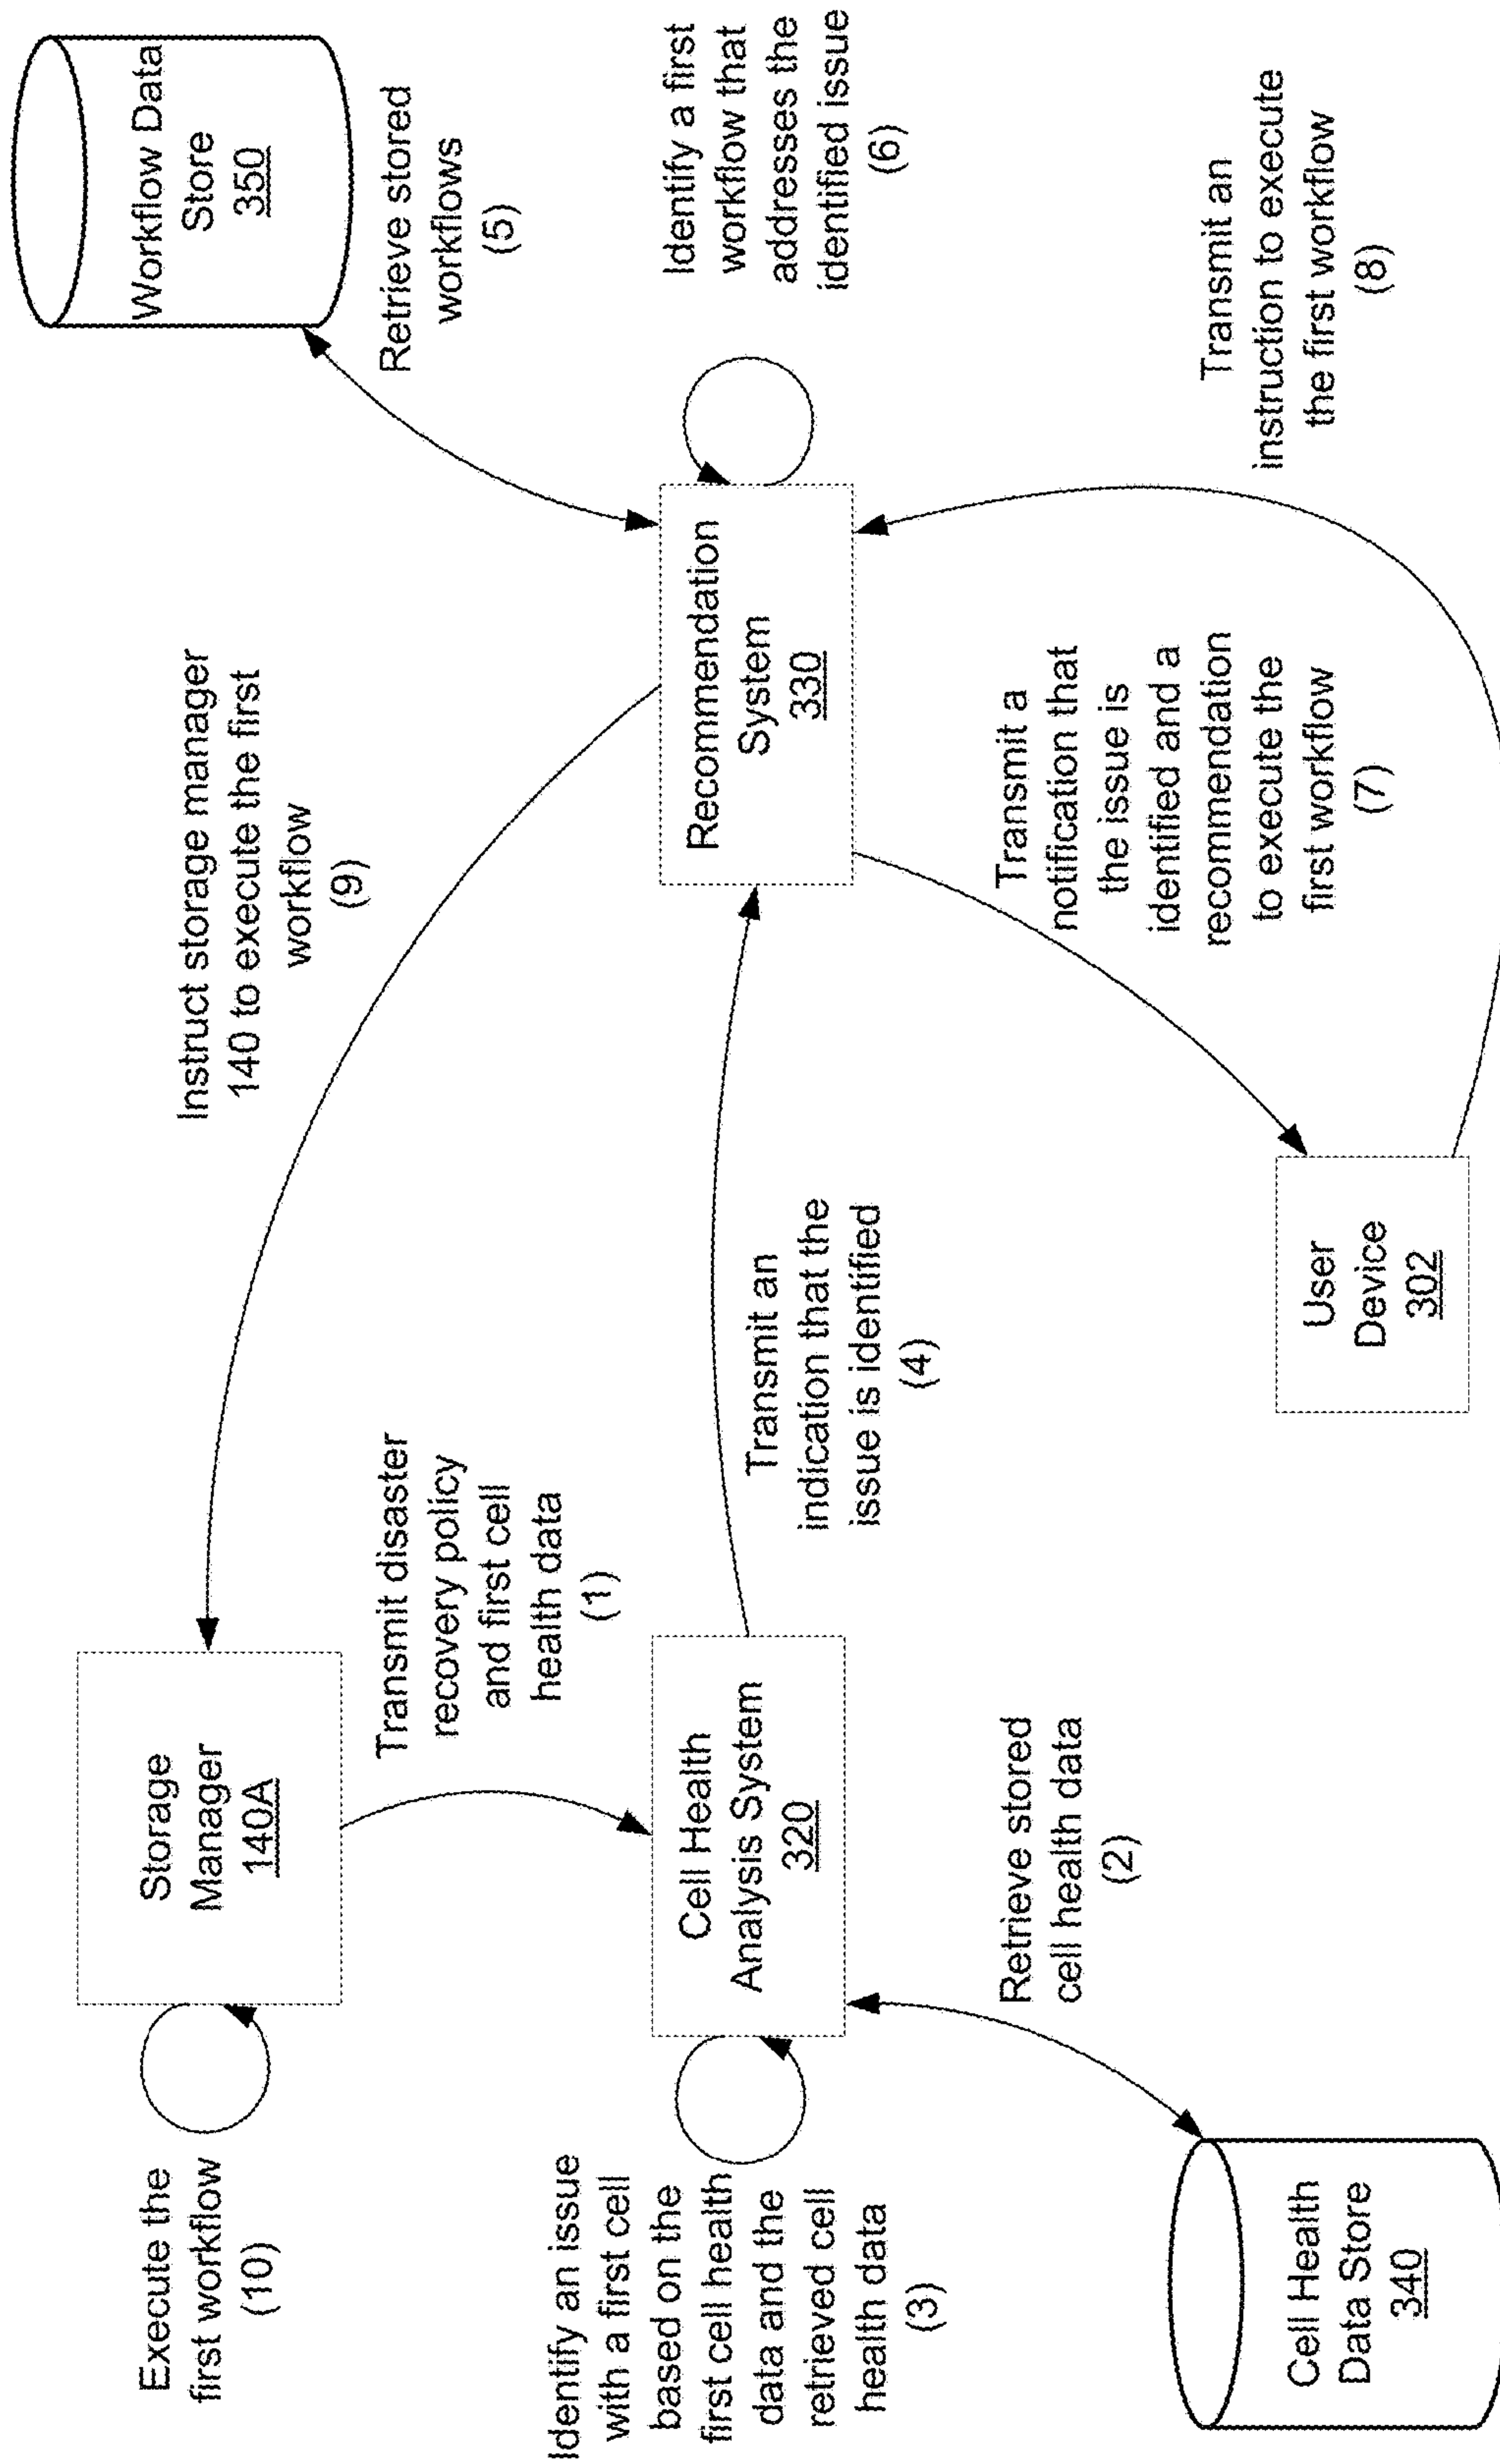 Execute the
first workflow
(10)
Storage
Manager
140A
Instruct storage manager
140 to execute the first
workflow
(9)
Workflow Data
Store
350
Transmit disaster
recovery policy
and first cell
health data
(1)
Retrieve stored
workflows
(5)
Identify an issue
with a first cell
based on the
first cell health
data and the
retrieved cell
health data
(3)
Cell Health
Analysis System
320
Transmit an
indication that the
issue is identified
(4)
Recommendation
System
330
Identify a first
workflow that
addresses the
identified issue
(6)
Retrieve stored
cell health data
(2)
Transmit a
notification that
the issue is
identified and a
recommendation
to execute the
first workflow
(7)
Transmit an
instruction to execute
the first workflow
(8)
Cell Health
Data Store
340
User
Device
302